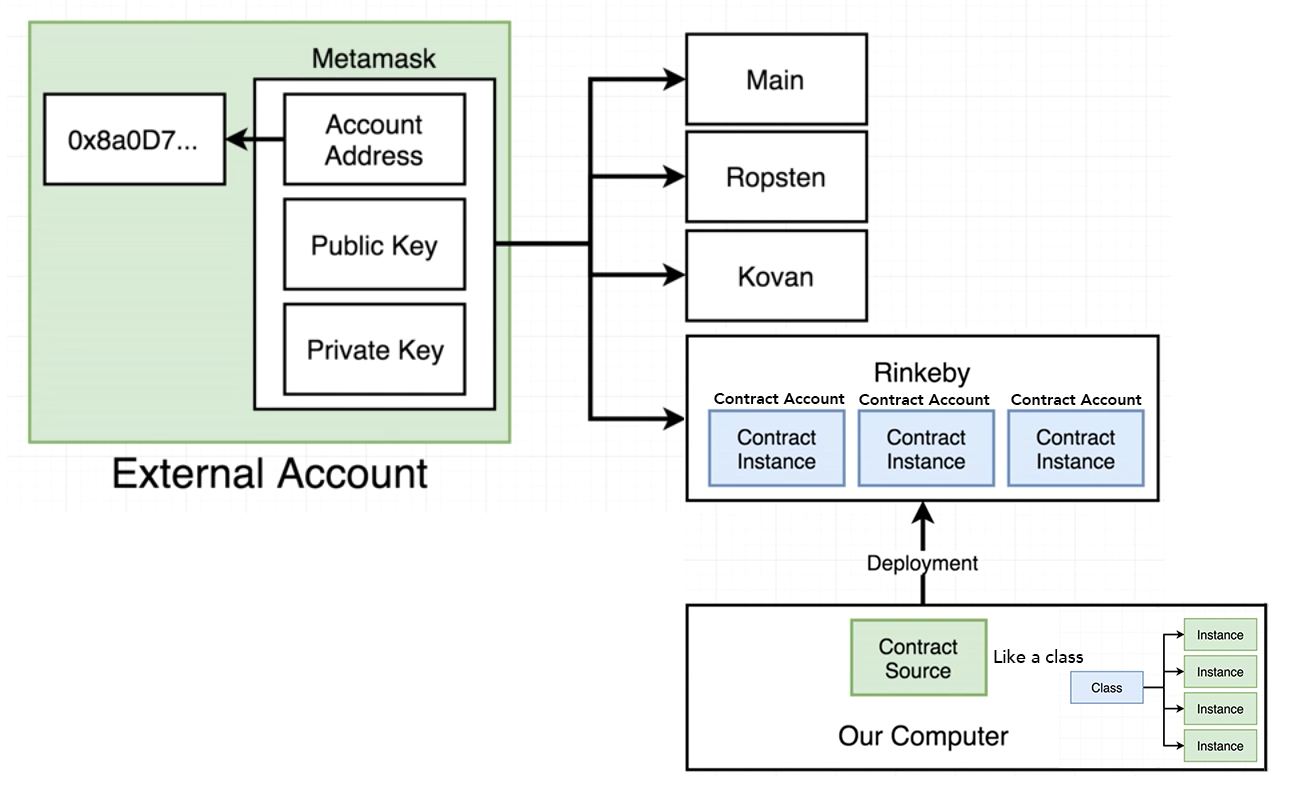 Metamask
0x8a0D7...
Account
Address
Public Key
Private Key
External Account
Main
Ropsten
Kovan
Rinkeby
Contract Account
Contract Account
Contract Account
Contract
Instance
Contract
Instance
Contract
Instance
Deployment
Contract
Source
Like a class
Class
Instance
Instance
Instance
Instance
Our Computer